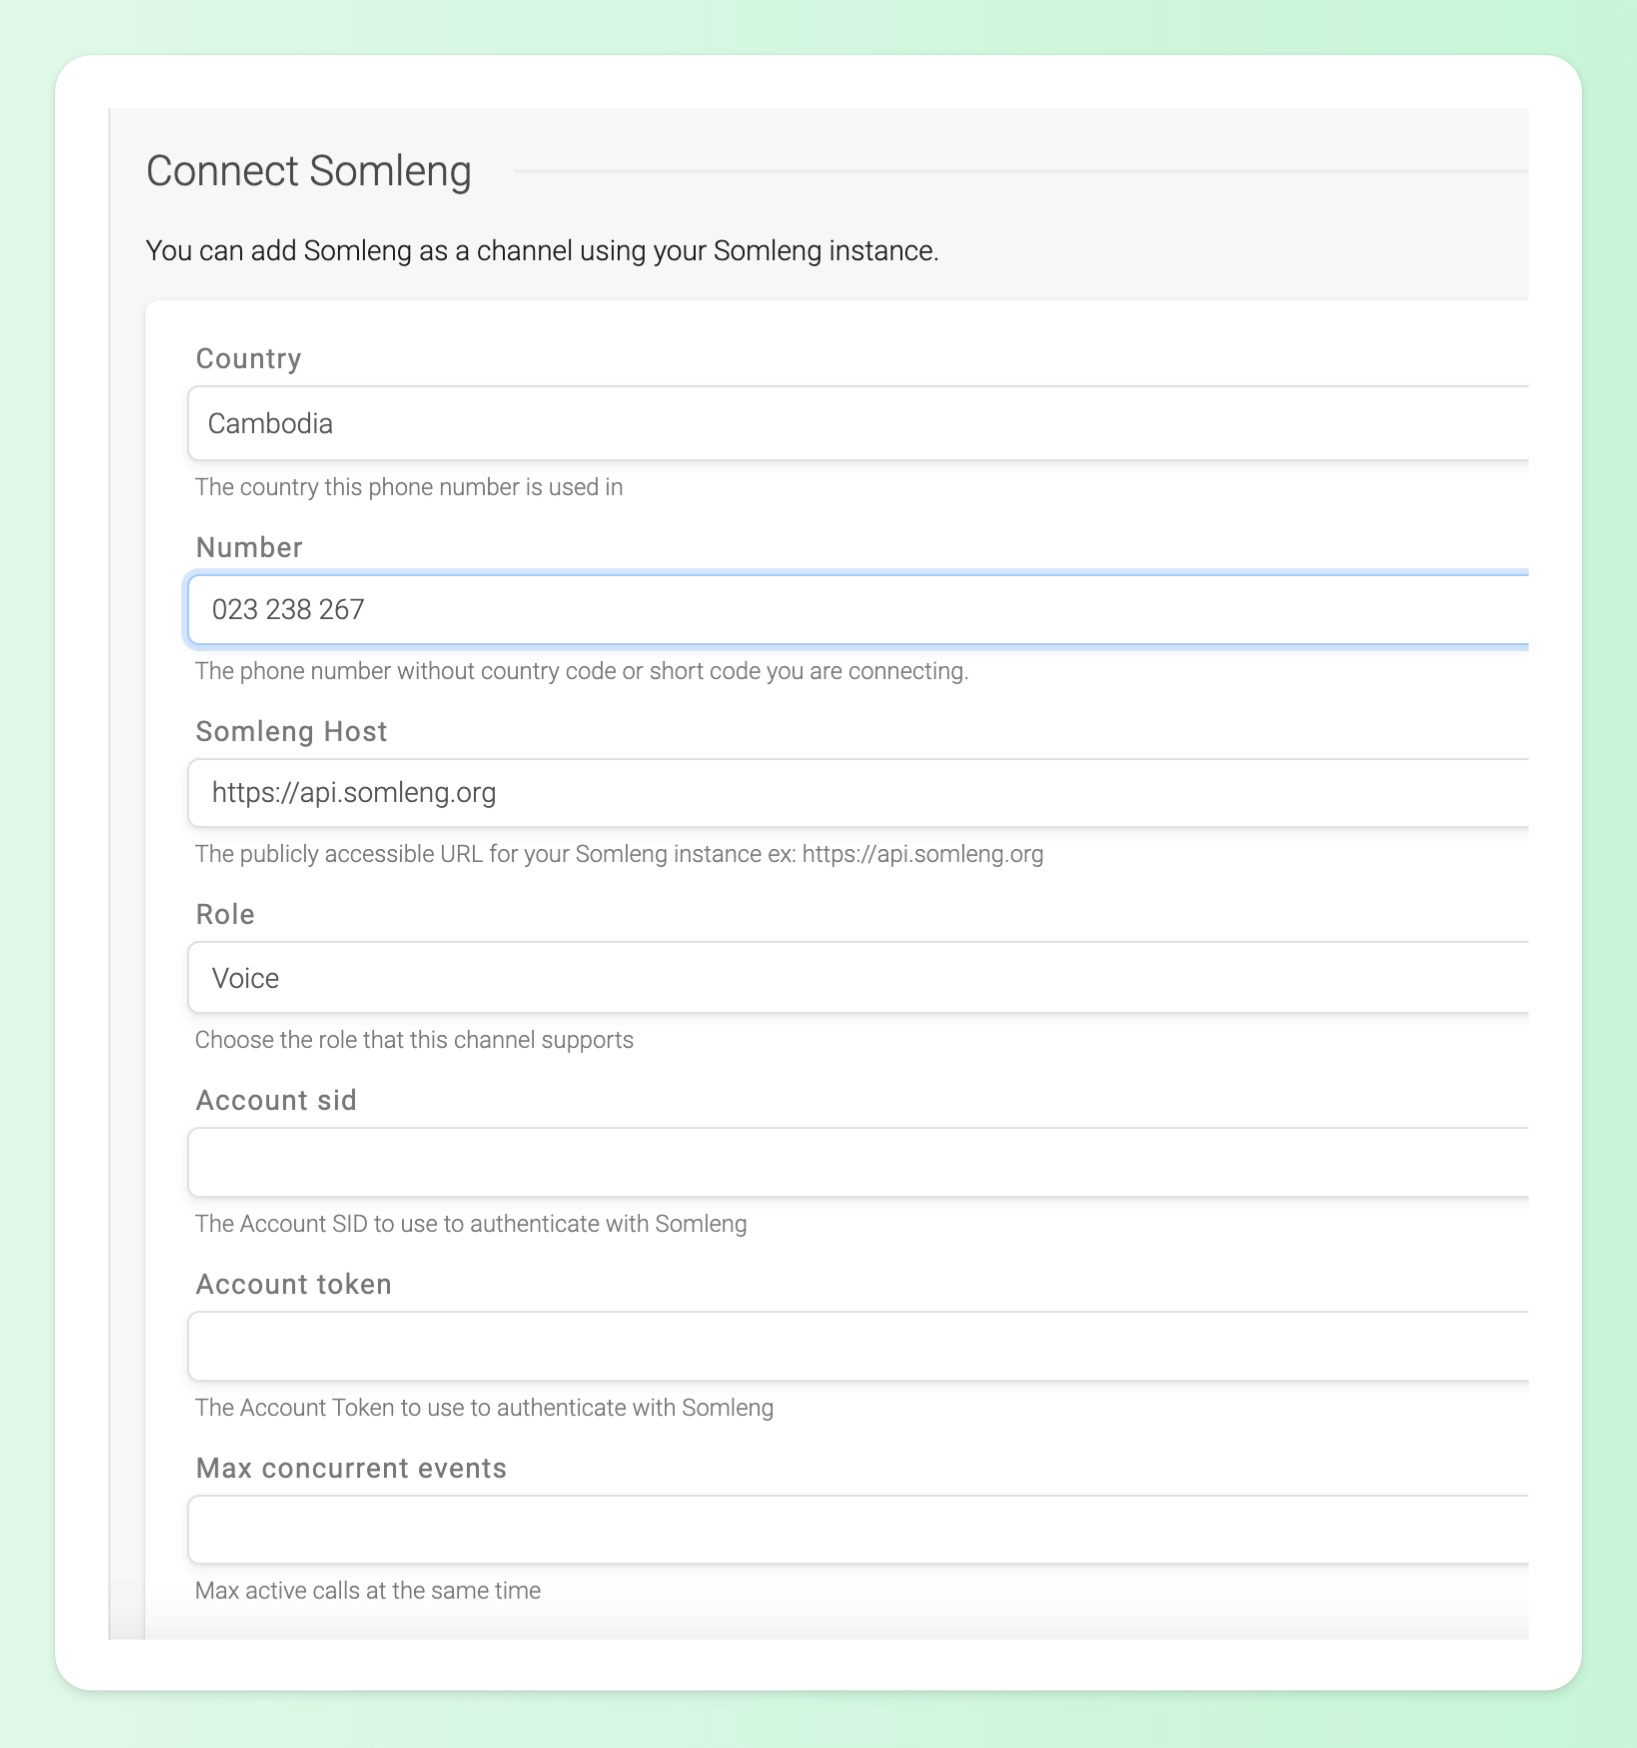 Connect Somleng
You can add Somleng as a channel using your Somleng instance.
Country
Cambodia
The country this phone number is used in
Number
023 238 267
The phone number without country code or short code you are connecting.
Somleng Host
https://api.somleng.org
The publicly accessible URL for your Somleng instance ex: https://api.somleng.org
Role
Voice
Choose the role that this channel supports
Account sid
The Account SID to use to authenticate with Somleng
Account token
The Account Token to use to authenticate with Somleng
Max concurrent events
Max active calls at the same time